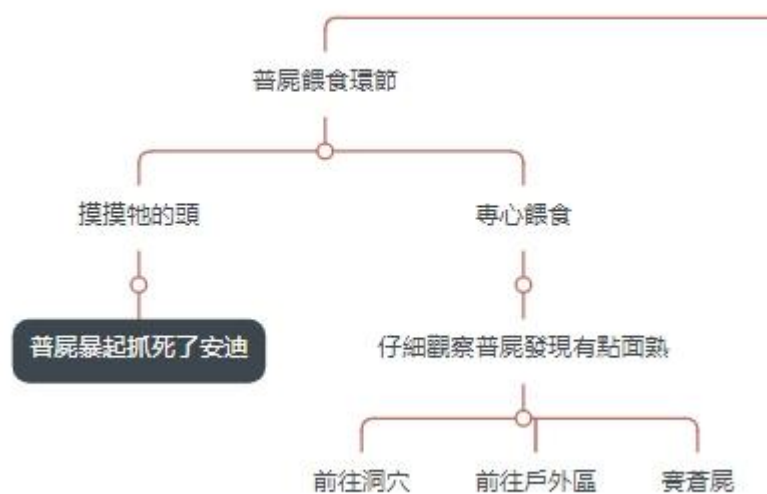 普屍餵食環節
摸摸牠的頭
專心餵食
普屍暴起抓死了安迪
仔細觀察普屍發現有點面熟
前往洞穴
前往戶外區
賽蒼屍